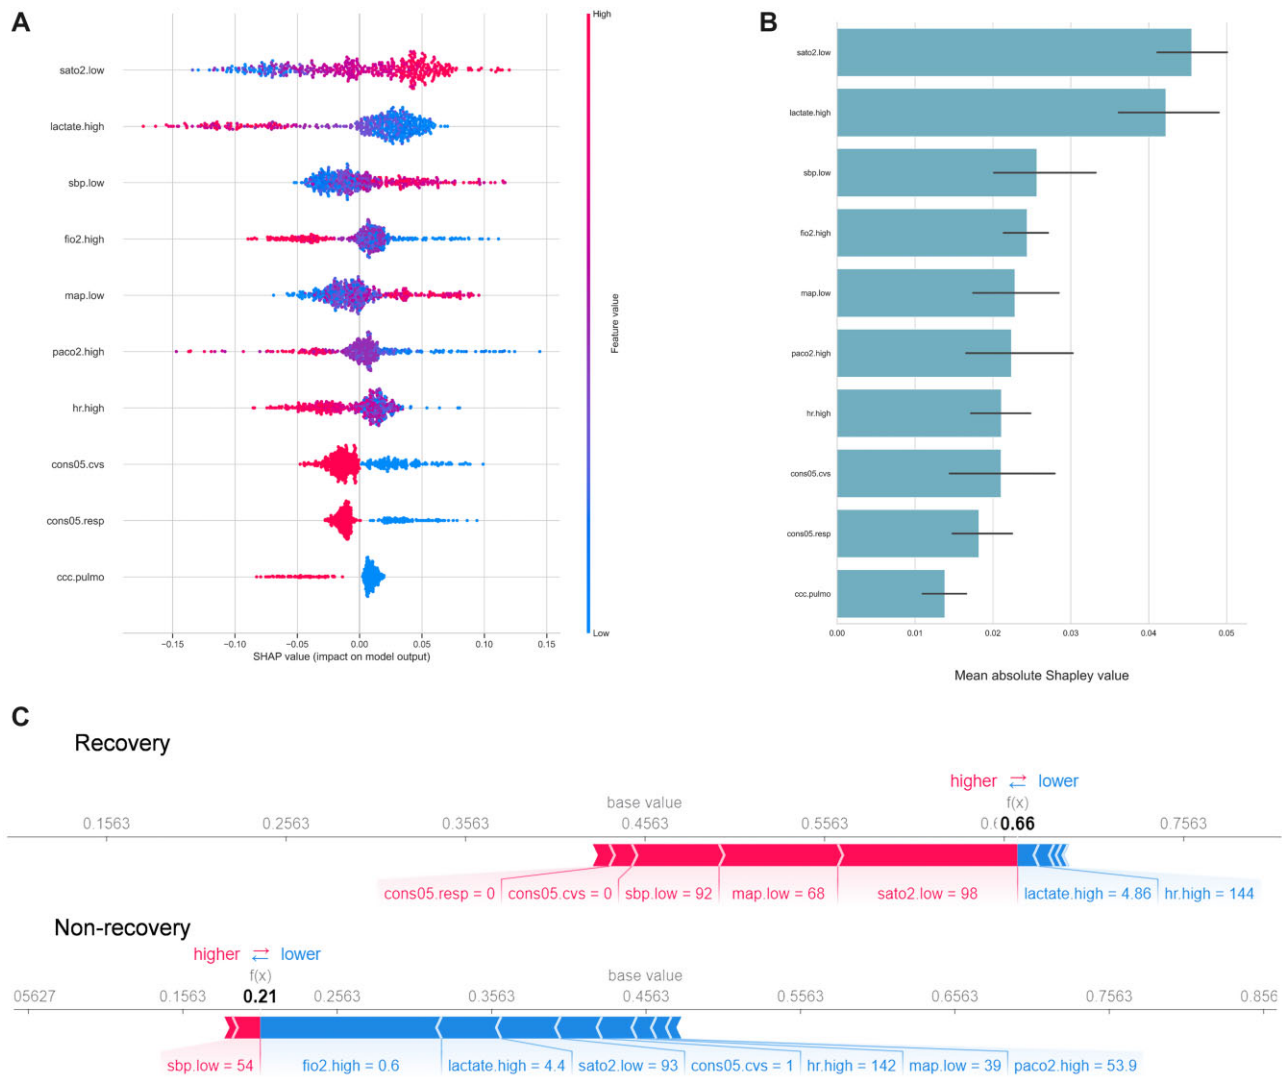 A
High
sato2.low
lactate.high
sbp.low
fio2.high
map.low
paco2.high
hr.high
cons05.cvs
cons05.resp
ccc.pulmo
Feature value
Low
−0.15 −0.10 −0.05 0.00 0.05 0.10 0.15
SHAP value (impact on model output)
B
sato2.low
lactate.high
sbp.low
fio2.high
map.low
paco2.high
hr.high
cons05.cvs
cons05.resp
ccc.pulmo
0.00 0.01 0.02 0.03 0.04 0.05
Mean absolute Shapley value
C
Recovery
higher ⇄ lower
base value f(x)
0.1563 0.2563 0.3563 0.4563 0.5563 0.66 0.7563
cons05.resp = 0 cons05.cvs = 0 sbp.low = 92 map.low = 68 sato2.low = 98 lactate.high = 4.86 hr.high = 144
Non-recovery
higher ⇄ lower
f(x) base value
05627 0.1563 0.21 0.2563 0.3563 0.4563 0.5563 0.6563 0.7563 0.856
sbp.low = 54 fio2.high = 0.6 lactate.high = 4.4 sato2.low = 93 cons05.cvs = 1 hr.high = 142 map.low = 39 paco2.high = 53.9